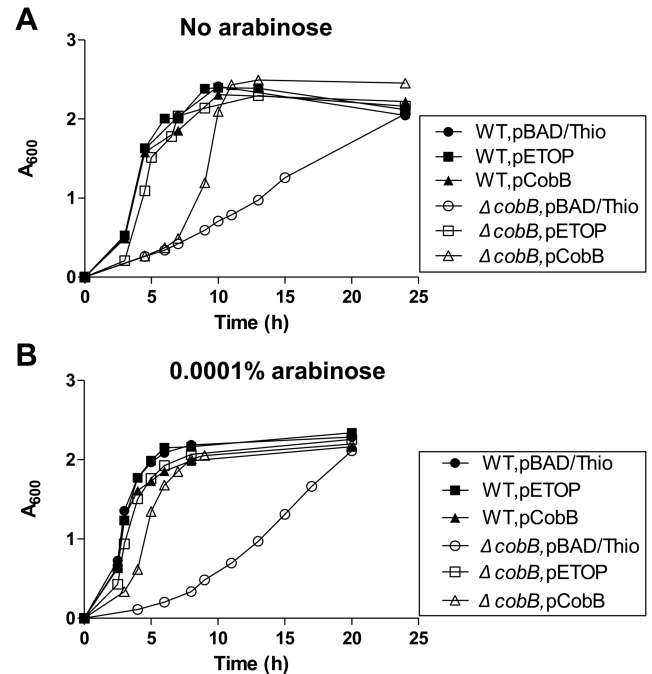 A
No arabinose
3
2
1
0
A600
0 5 10 15 20 25
Time (h)
WT,pBAD/Thio
WT,pETOP
WT,pCobB
ΔcobB,pBAD/Thio
ΔcobB,pETOP
ΔcobB,pCobB
B
0.0001% arabinose
3
2
1
0
A600
0 5 10 15 20 25
Time (h)
WT,pBAD/Thio
WT,pETOP
WT,pCobB
ΔcobB,pBAD/Thio
ΔcobB,pETOP
ΔcobB,pCobB